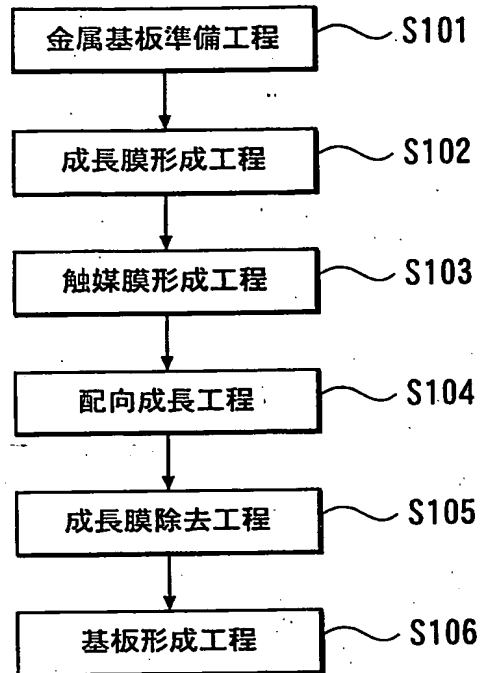 金属基板準備工程 S101
成長膜形成工程 S102
触媒膜形成工程 S103
配向成長工程 S104
成長膜除去工程 S105
基板形成工程 S106